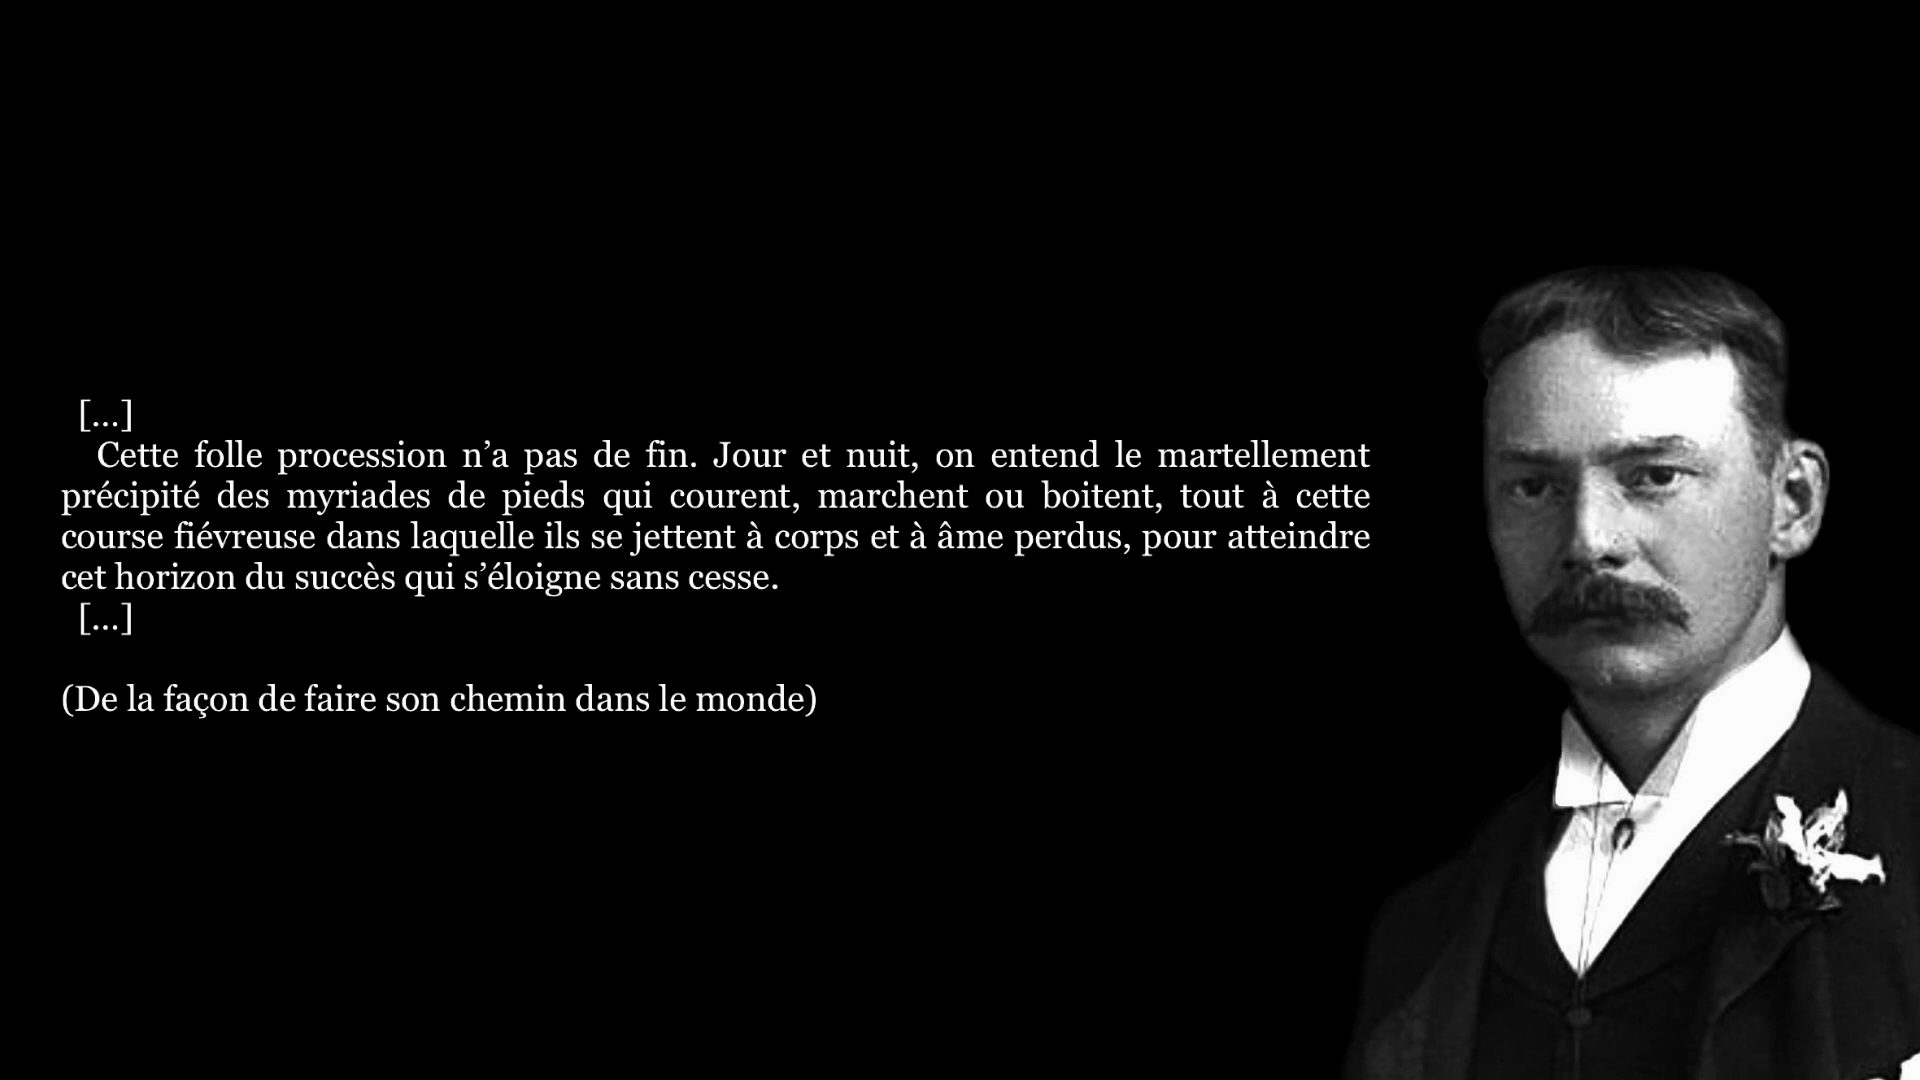 [...]
Cette folle procession n’a pas de fin. Jour et nuit, on entend le martellement
précipité des myriades de pieds qui courent, marchent ou boitent, tout à cette
course fiévreuse dans laquelle ils se jettent à corps et à âme perdus, pour atteindre
cet horizon du succès qui s’éloigne sans cesse.
[...]
(De la façon de faire son chemin dans le monde)